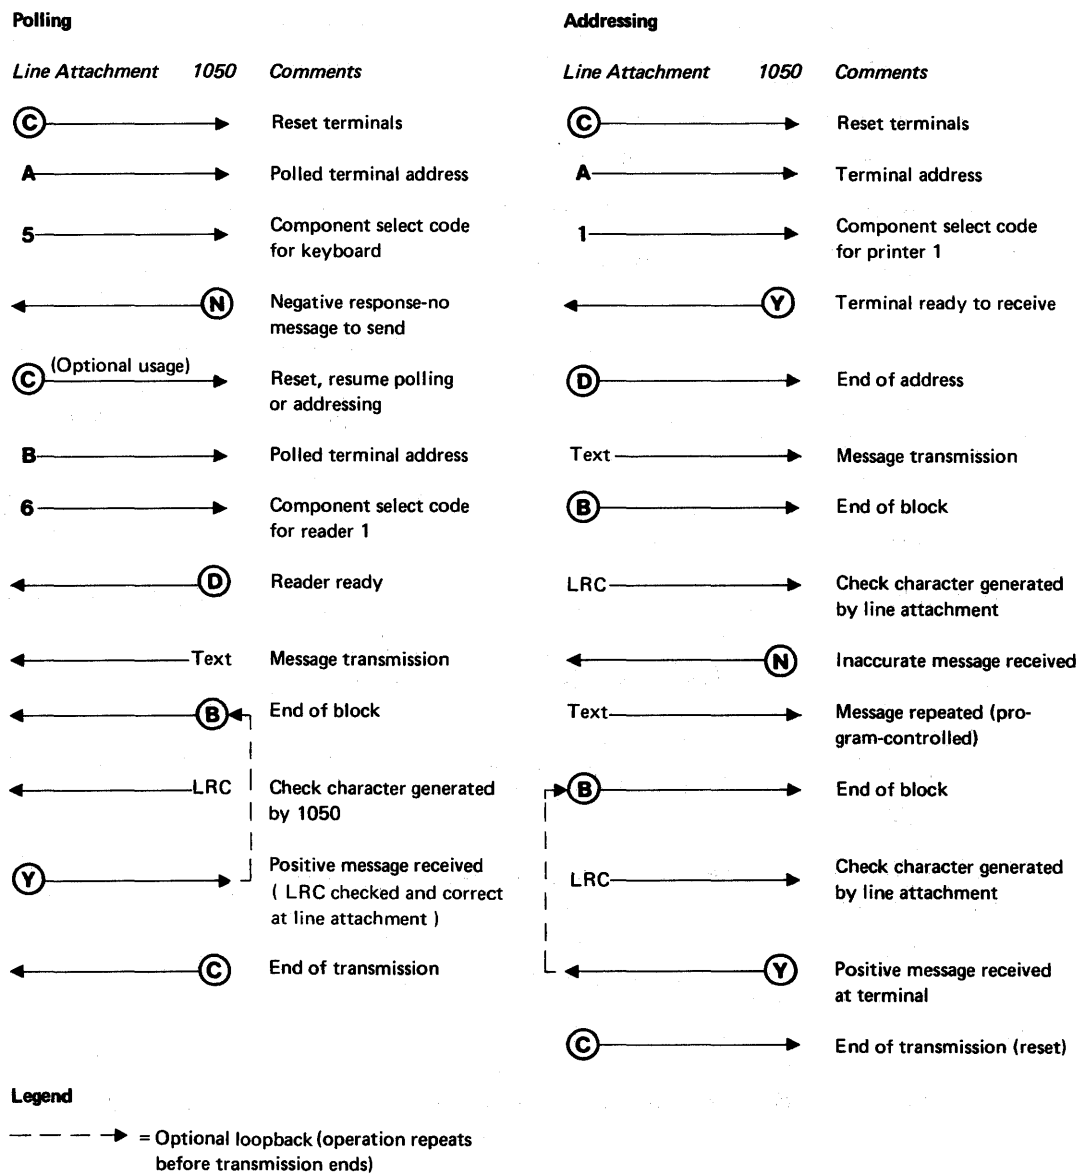 Polling
Line Attachment 1050 Comments
C Reset terminals
A Polled terminal address
5 Component select code
for keyboard
N Negative response-no
message to send
C (Optional usage) Reset, resume polling
or addressing
B Polled terminal address
6 Component select code
for reader 1
D Reader ready
Text Message transmission
B End of block
LRC Check character generated
by 1050
Y Positive message received
( LRC checked and correct
at line attachment )
C End of transmission
Addressing
Line Attachment 1050 Comments
C Reset terminals
A Terminal address
1 Component select code
for printer 1
Y Terminal ready to receive
D End of address
Text Message transmission
B End of block
LRC Check character generated
by line attachment
N Inaccurate message received
Text Message repeated (pro-
gram-controlled)
B End of block
LRC Check character generated
by line attachment
Y Positive message received
at terminal
C End of transmission (reset)
Legend
= Optional loopback (operation repeats
before transmission ends)